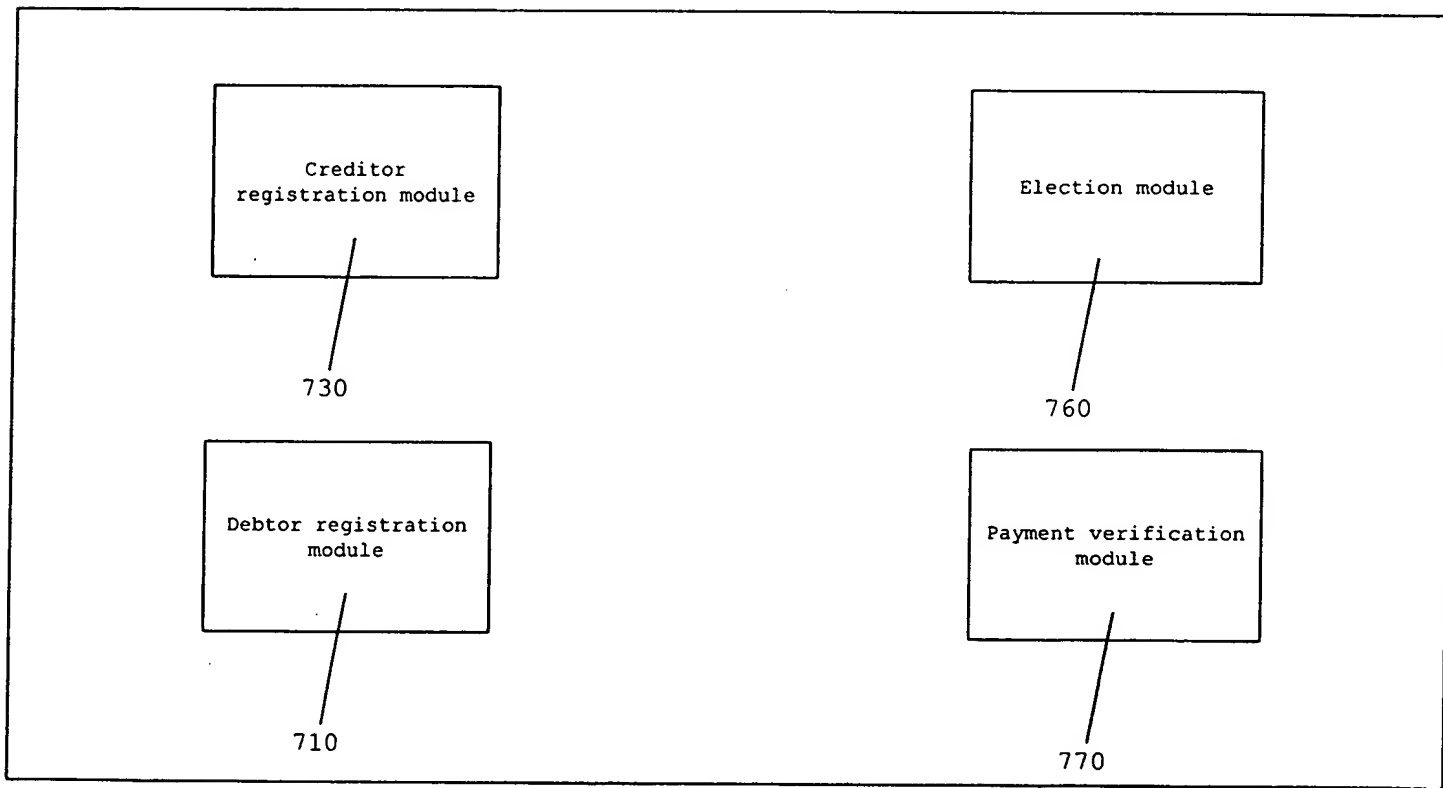 Creditor
registration module
730
Election module
760
Debtor registration
module
710
Payment verification
module
770